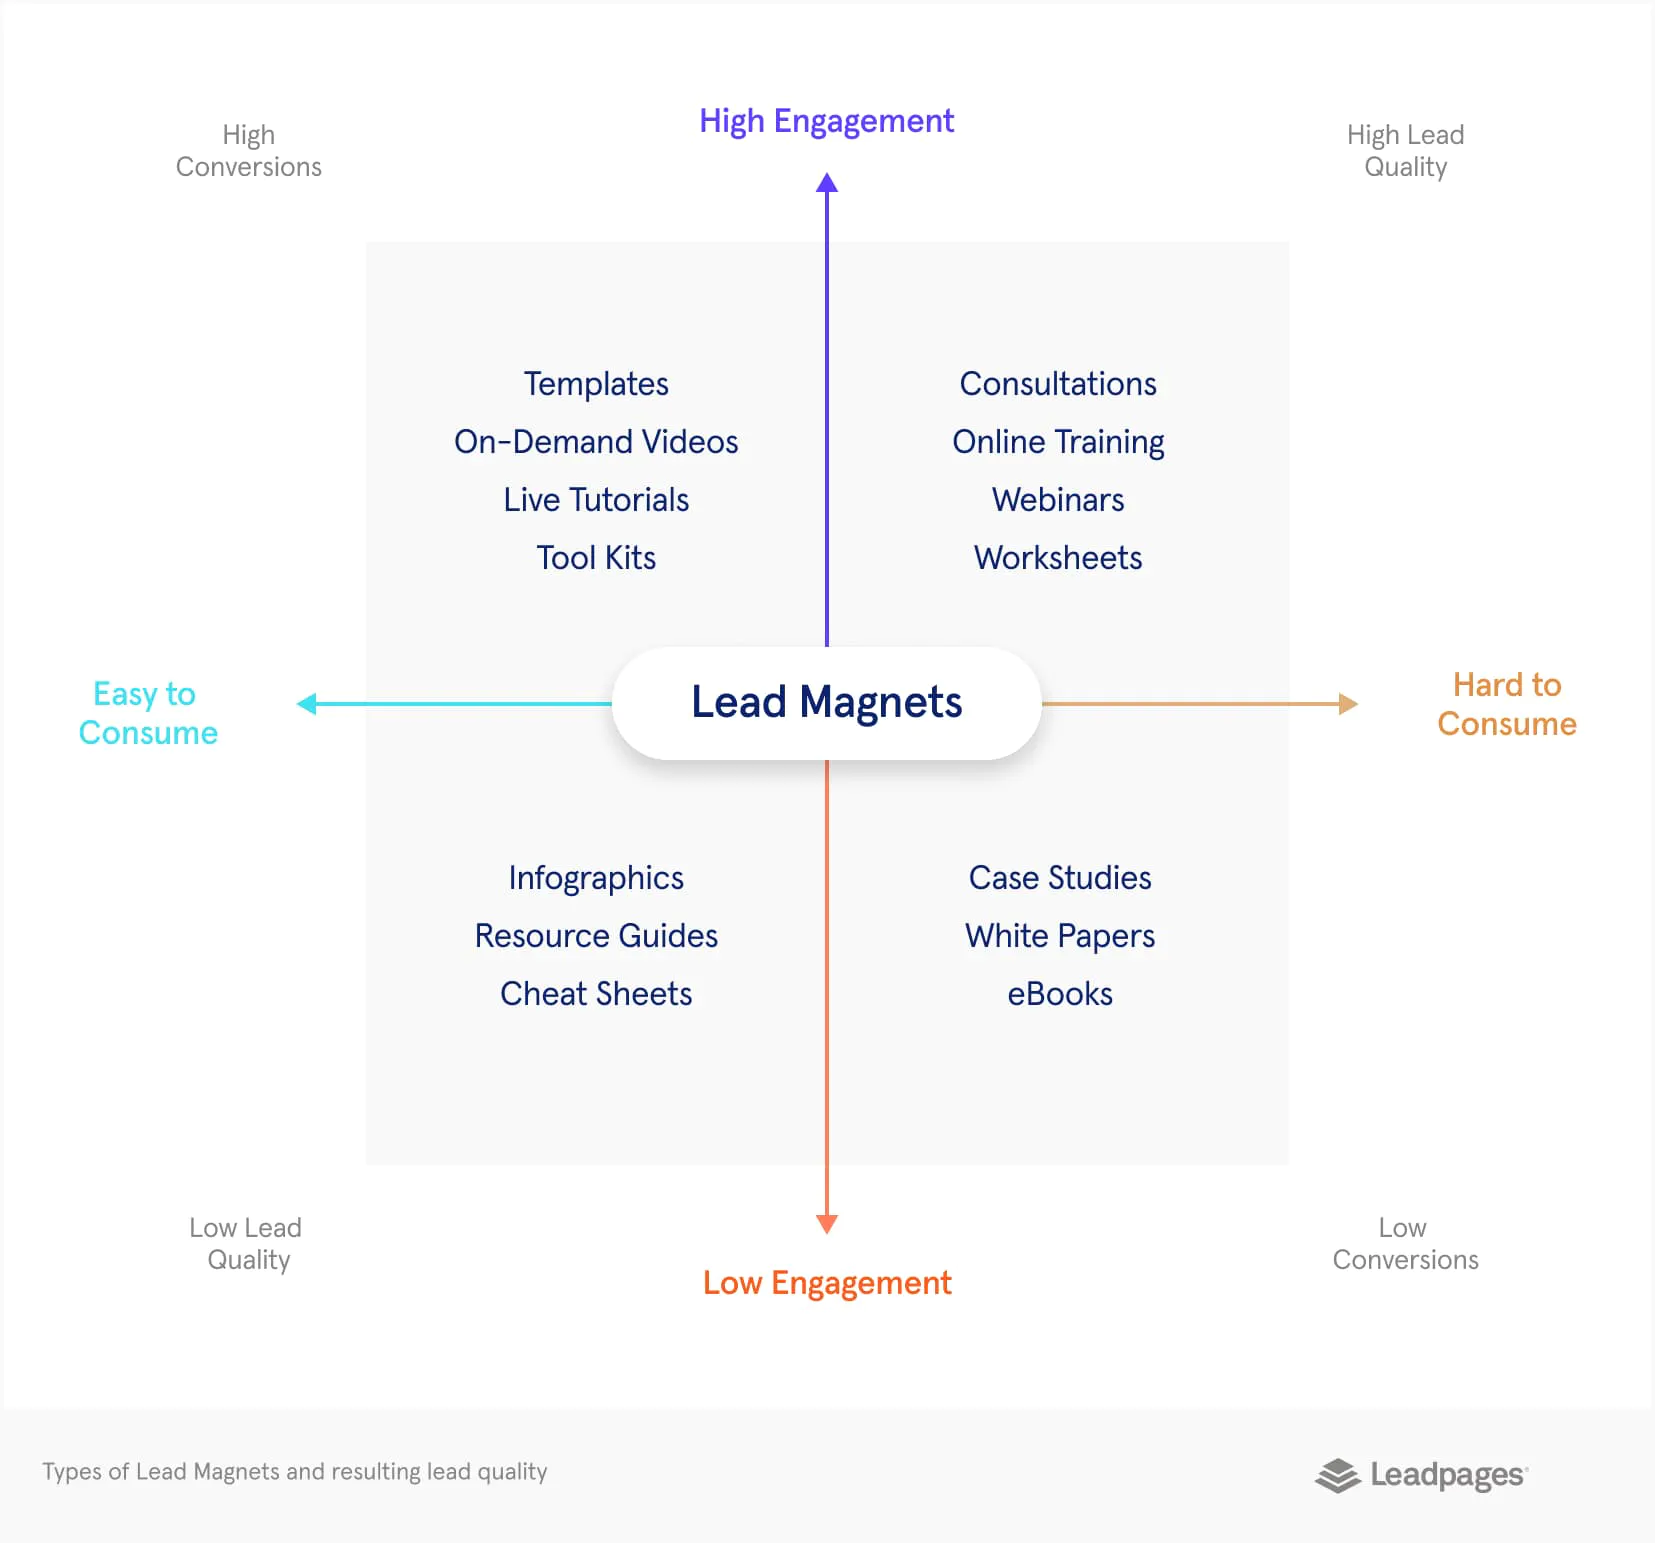 High Engagement
High
Conversions
High Lead
Quality
Templates
On-Demand Videos
Live Tutorials
Tool Kits
Consultations
Online Training
Webinars
Worksheets
Easy to
Consume
Lead Magnets
Hard to
Consume
Infographics
Resource Guides
Cheat Sheets
Case Studies
White Papers
eBooks
Low Lead
Quality
Low Engagement
Low
Conversions
Types of Lead Magnets and resulting lead quality
Leadpages